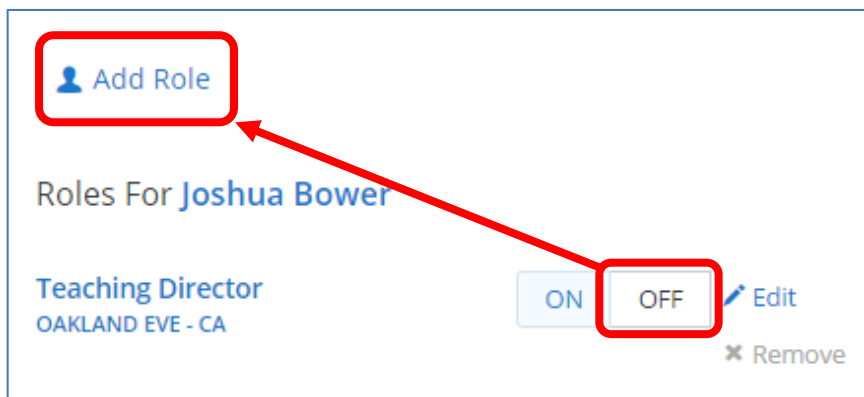 Add Role
Roles For Joshua Bower
Teaching Director
OAKLAND EVE - CA
ON OFF Edit
Remove